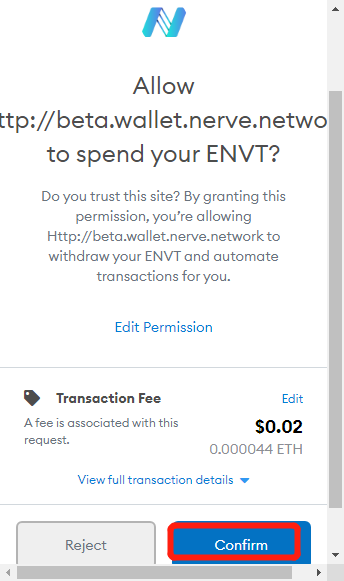 Allow
ttp://beta.wallet.nerve.netwo
to spend your ENVT?
Do you trust this site? By granting this
permission, you're allowing
Http://beta.wallet.nerve.network to
withdraw your ENVT and automate
transactions for you.
Edit Permission
Transaction Fee
Edit
A fee is associated with this
request.
$0.02
0.000044 ETH
View full transaction details
Reject
Confirm